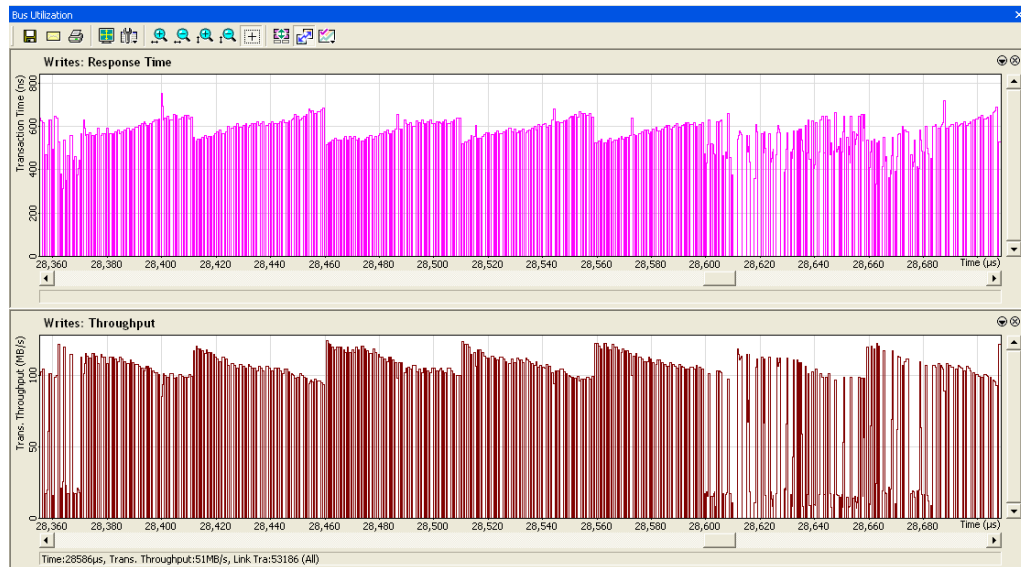 Bus Utilization
Writes: Response Time
Transaction Time (ns)
800
600
400
200
0
28,360 28,380 28,400 28,420 28,440 28,460 28,480 28,500 28,520 28,540 28,560 28,580 28,600 28,620 28,640 28,660 28,680 Time (µs)
Writes: Throughput
Trans. Throughput (MB/s)
100
50
0
28,360 28,380 28,400 28,420 28,440 28,460 28,480 28,500 28,520 28,540 28,560 28,580 28,600 28,620 28,640 28,660 28,680 Time (µs)
Time:28586µs, Trans. Throughput:51MB/s, Link Tra:53186 (All)